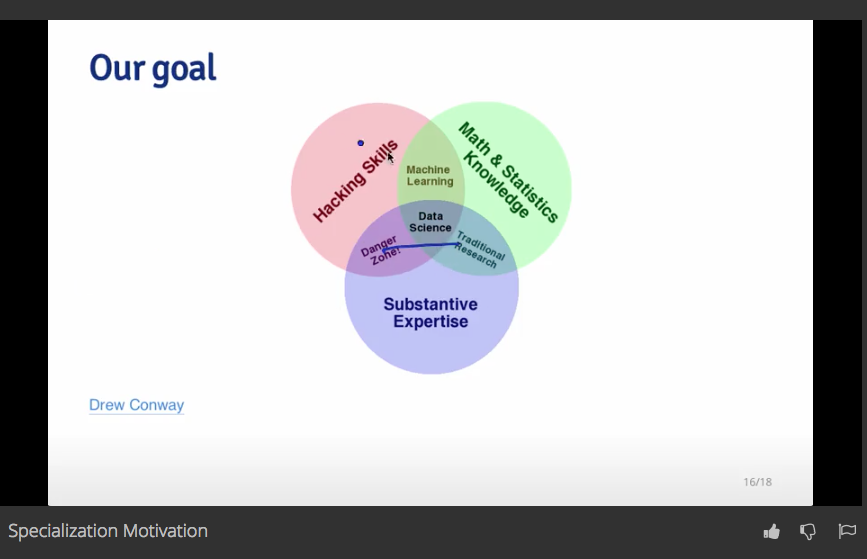 Our goal
Hacking Skills
Math & Statistics
Knowledge
Machine
Learning
Data
Science
Danger
Zone!
Traditional
Research
Substantive
Expertise
Drew Conway
16/18
Specialization Motivation